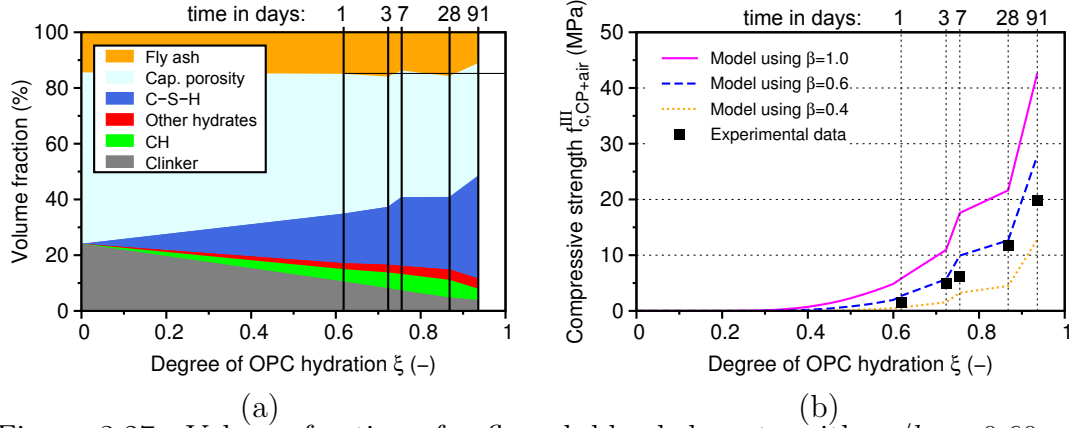 time in days: 1 3 7 28 91
100
80
60
40
20
0
Volume fraction (%)
Fly ash
Cap. porosity
C−S−H
Other hydrates
CH
Clinker
0 0.2 0.4 0.6 0.8 1
Degree of OPC hydration ξ (−)
(a)
time in days: 1 3 7 28 91
50
40
30
20
10
0
Compressive strength f^III_c,CP+air (MPa)
Model using β=1.0
Model using β=0.6
Model using β=0.4
Experimental data
0 0.2 0.4 0.6 0.8 1
Degree of OPC hydration ξ (−)
(b)